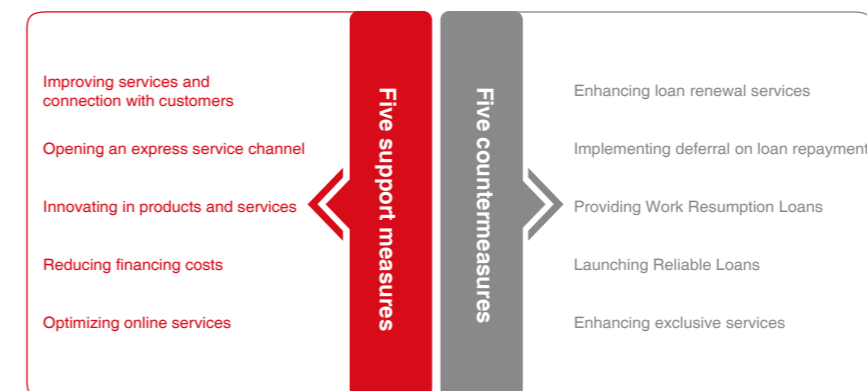 Improving services and
connection with customers
Opening an express service channel
Innovating in products and services
Reducing financing costs
Optimizing online services
Five support measures
Five countermeasures
Enhancing loan renewal services
Implementing deferral on loan repayment
Providing Work Resumption Loans
Launching Reliable Loans
Enhancing exclusive services